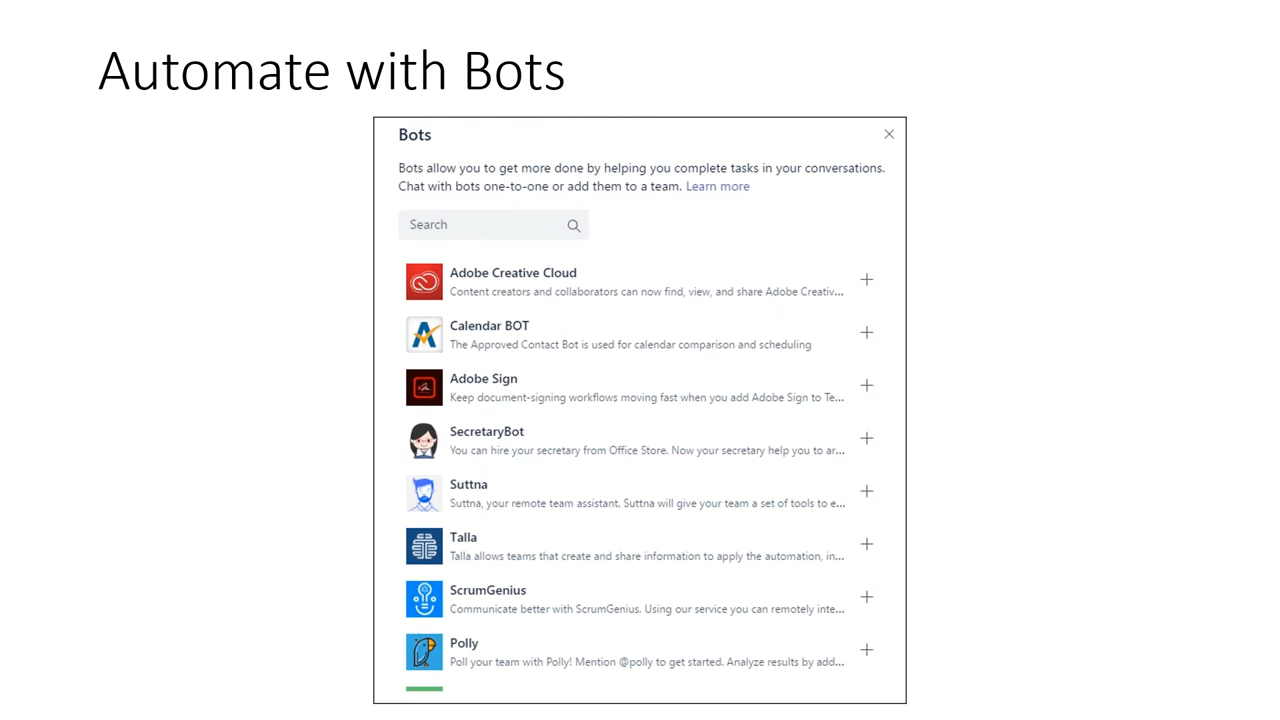 Automate with Bots
Bots
Bots allow you to get more done by helping you complete tasks in your conversations.
Chat with bots one-to-one or add them to a team. Learn more
Search
Adobe Creative Cloud
Content creators and collaborators can now find, view, and share Adobe Creativ...
Calendar BOT
The Approved Contact Bot is used for calendar comparison and scheduling
Adobe Sign
Keep document-signing workflows moving fast when you add Adobe Sign to Te...
SecretaryBot
You can hire your secretary from Office Store. Now your secretary help you to ar...
Suttna
Suttna, your remote team assistant. Suttna will give your team a set of tools to e...
Talla
Talla allows teams that create and share information to apply the automation, in...
ScrumGenius
Communicate better with ScrumGenius. Using our service you can remotely inte...
Polly
Poll your team with Polly! Mention @polly to get started. Analyze results by add...